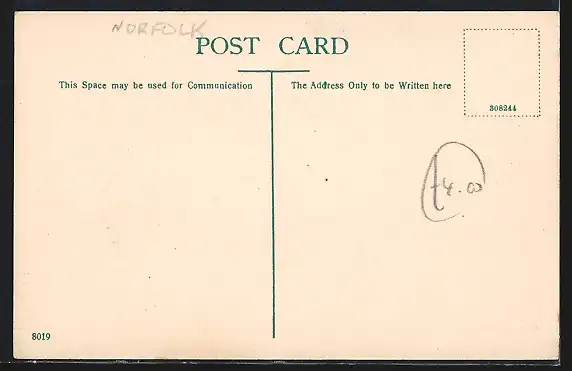 NORFOLK
POST CARD
This Space may be used for Communication
The Address Only to be Written here
308244
4.00
8019